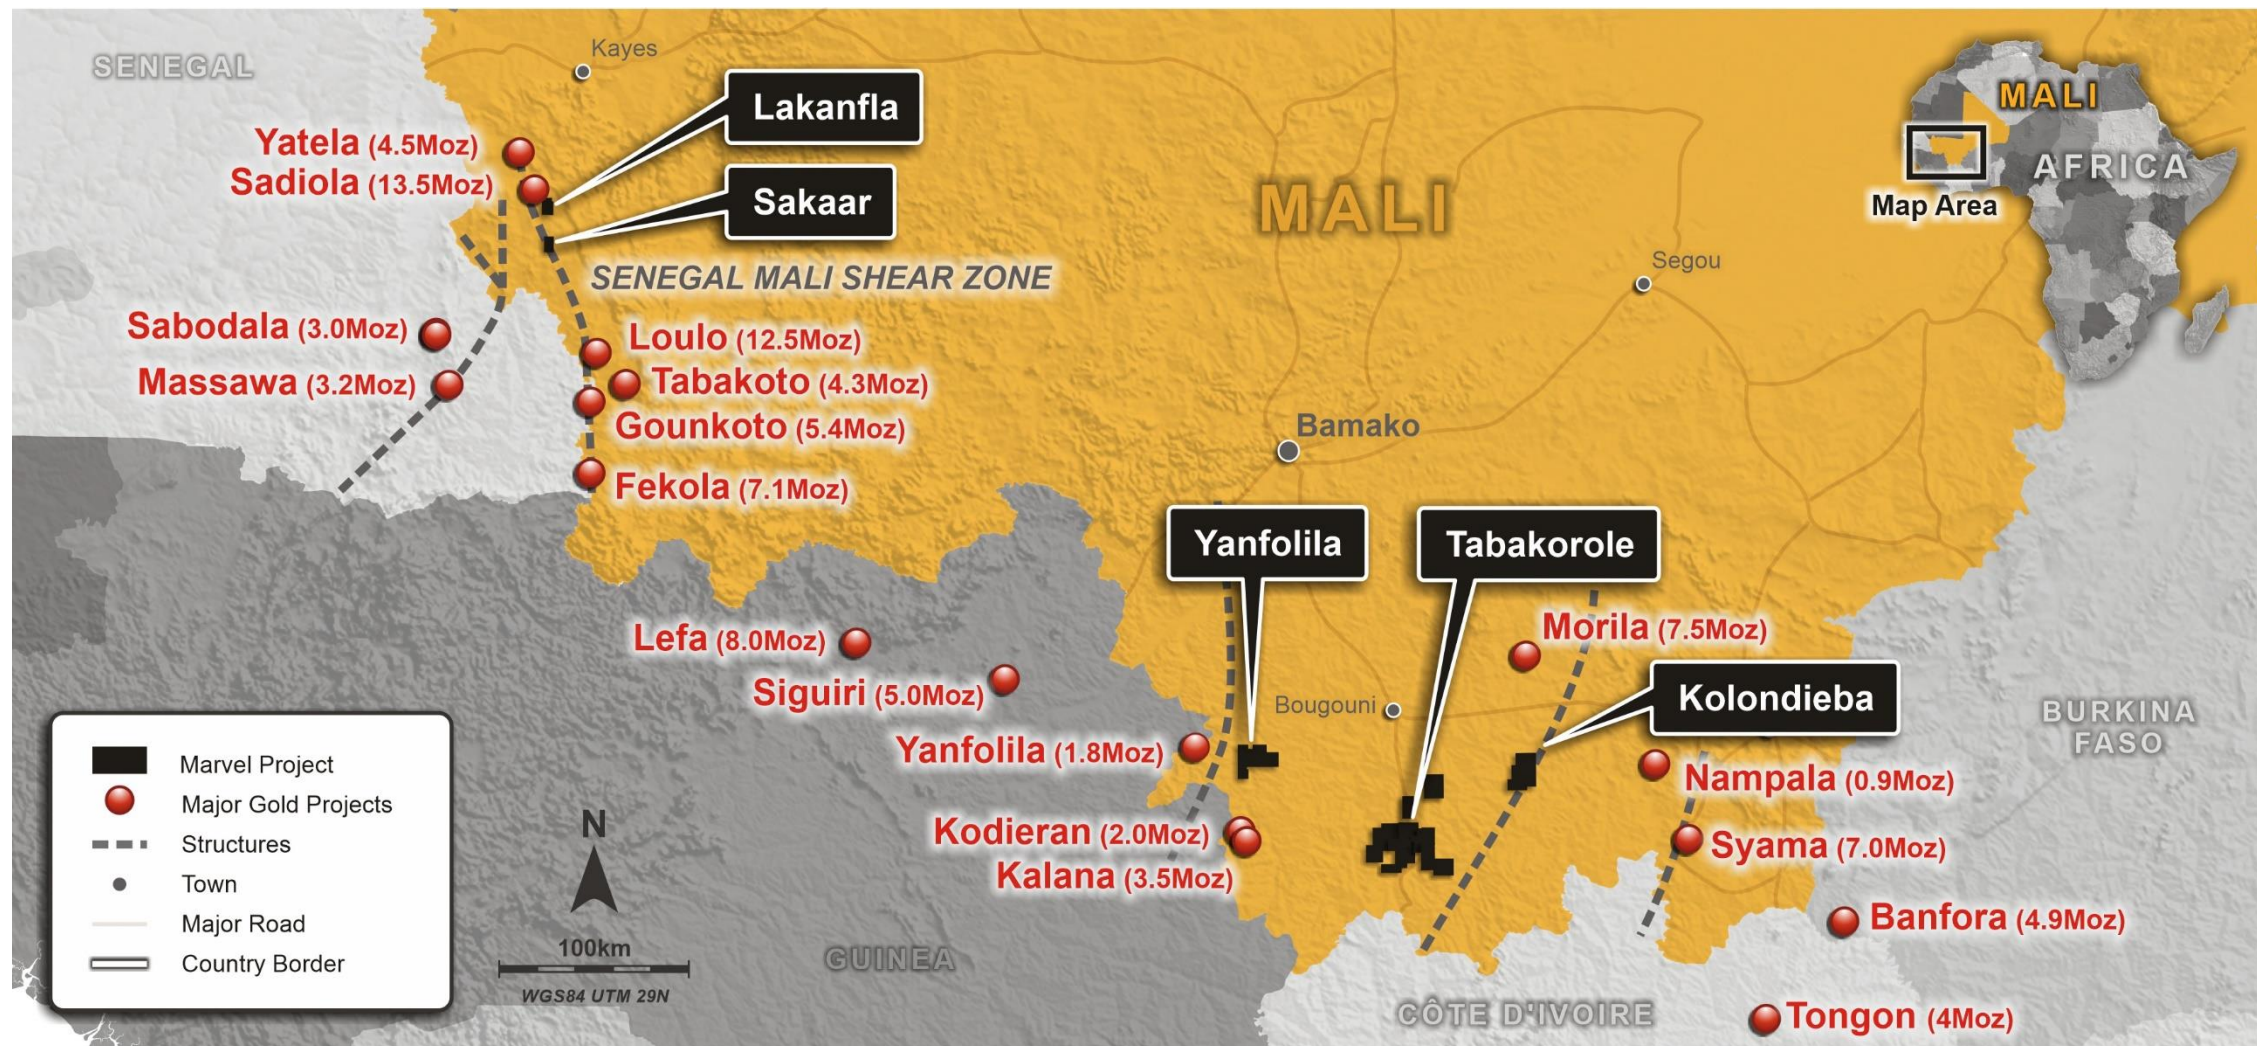 SENEGAL
Kayes
Lakanfla
Yatela (4.5Moz)
Sadiola (13.5Moz)
Sakaar
SENEGAL MALI SHEAR ZONE
MALI
Segou
MALI
AFRICA
Map Area
Sabodala (3.0Moz)
Massawa (3.2Moz)
Loulo (12.5Moz)
Tabakoto (4.3Moz)
Gounkoto (5.4Moz)
Fekola (7.1Moz)
Bamako
Yanfolila
Tabakorole
Lefa (8.0Moz)
Siguiri (5.0Moz)
Morila (7.5Moz)
Kolondieba
Bougouni
Yanfolila (1.8Moz)
BURKINA
FASO
Nampala (0.9Moz)
Kodieran (2.0Moz)
Kalana (3.5Moz)
Syama (7.0Moz)
Banfora (4.9Moz)
GUINEA
CÔTE D'IVOIRE
Tongon (4Moz)
Marvel Project
Major Gold Projects
Structures
Town
Major Road
Country Border
N
100km
WGS84 UTM 29N